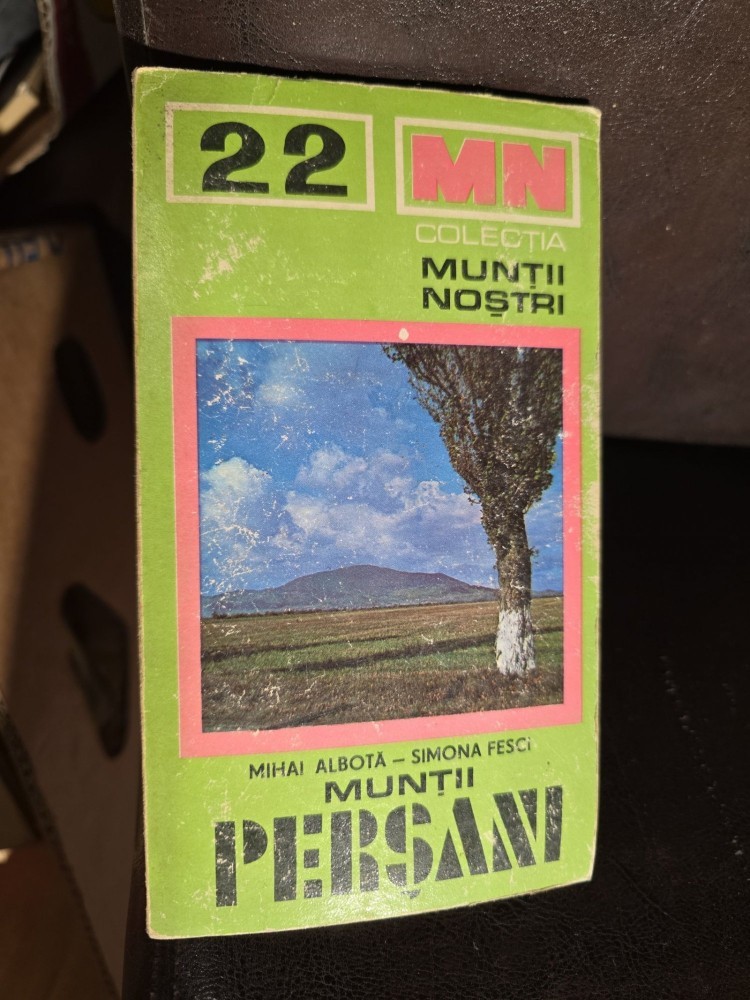 22
MN
COLECȚIA
MUNȚII
NOȘTRI
MIHAI ALBOTĂ – SIMONA FESCI
MUNȚII
PERȘANI